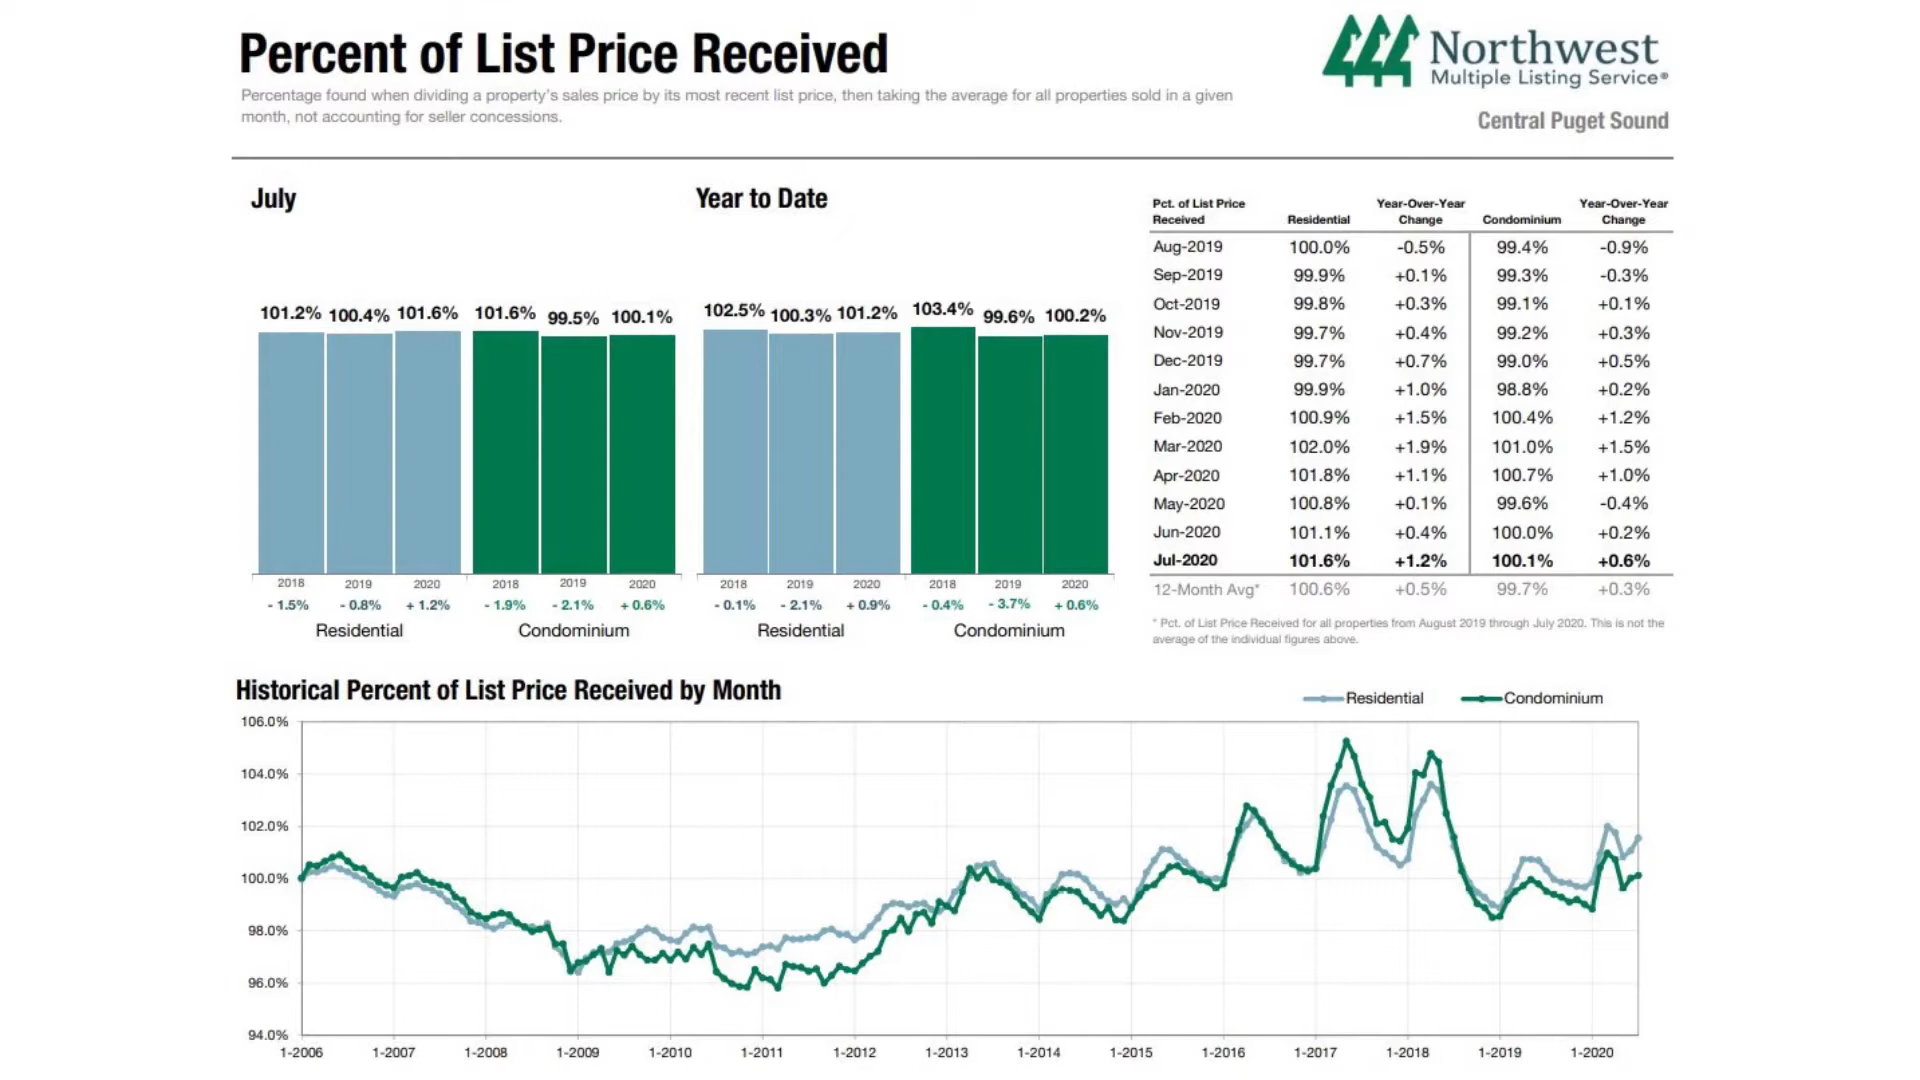 Percent of List Price Received
Percentage found when dividing a property's sales price by its most recent list price, then taking the average for all properties sold in a given
month, not accounting for seller concessions.
Northwest
Multiple Listing Service®
Central Puget Sound
July
101.2% 100.4% 101.6% 101.6% 99.5% 100.1%
2018 2019 2020 2018 2019 2020
- 1.5% - 0.8% + 1.2% - 1.9% - 2.1% + 0.6%
Residential Condominium
Year to Date
102.5% 100.3% 101.2% 103.4% 99.6% 100.2%
2018 2019 2020 2018 2019 2020
- 0.1% - 2.1% + 0.9% - 0.4% - 3.7% + 0.6%
Residential Condominium
Pct. of List Price Year-Over-Year Year-Over-Year
Received Residential Change Condominium Change
Aug-2019 100.0% -0.5% 99.4% -0.9%
Sep-2019 99.9% +0.1% 99.3% -0.3%
Oct-2019 99.8% +0.3% 99.1% +0.1%
Nov-2019 99.7% +0.4% 99.2% +0.3%
Dec-2019 99.7% +0.7% 99.0% +0.5%
Jan-2020 99.9% +1.0% 98.8% +0.2%
Feb-2020 100.9% +1.5% 100.4% +1.2%
Mar-2020 102.0% +1.9% 101.0% +1.5%
Apr-2020 101.8% +1.1% 100.7% +1.0%
May-2020 100.8% +0.1% 99.6% -0.4%
Jun-2020 101.1% +0.4% 100.0% +0.2%
Jul-2020 101.6% +1.2% 100.1% +0.6%
12-Month Avg* 100.6% +0.5% 99.7% +0.3%
* Pct. of List Price Received for all properties from August 2019 through July 2020. This is not the
average of the individual figures above.
Historical Percent of List Price Received by Month
Residential Condominium
106.0%
104.0%
102.0%
100.0%
98.0%
96.0%
94.0%
1-2006 1-2007 1-2008 1-2009 1-2010 1-2011 1-2012 1-2013 1-2014 1-2015 1-2016 1-2017 1-2018 1-2019 1-2020